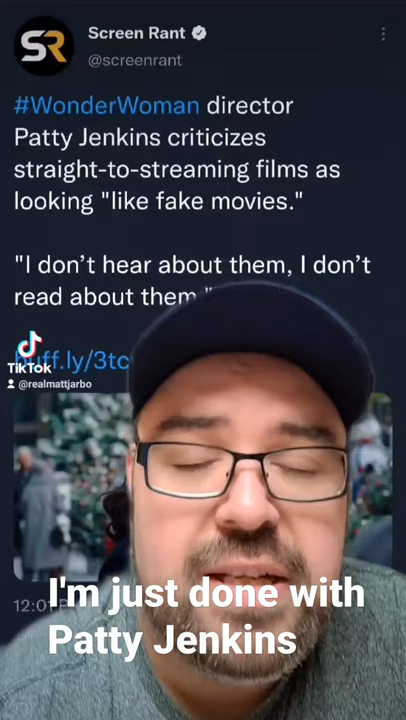 SR
Screen Rant
@screenrant
#WonderWoman director
Patty Jenkins criticizes
straight-to-streaming films as
looking "like fake movies."
"I don't hear about them, I don't
read about them
TikTok
@realmattjarbo
I'm just done with
Patty Jenkins